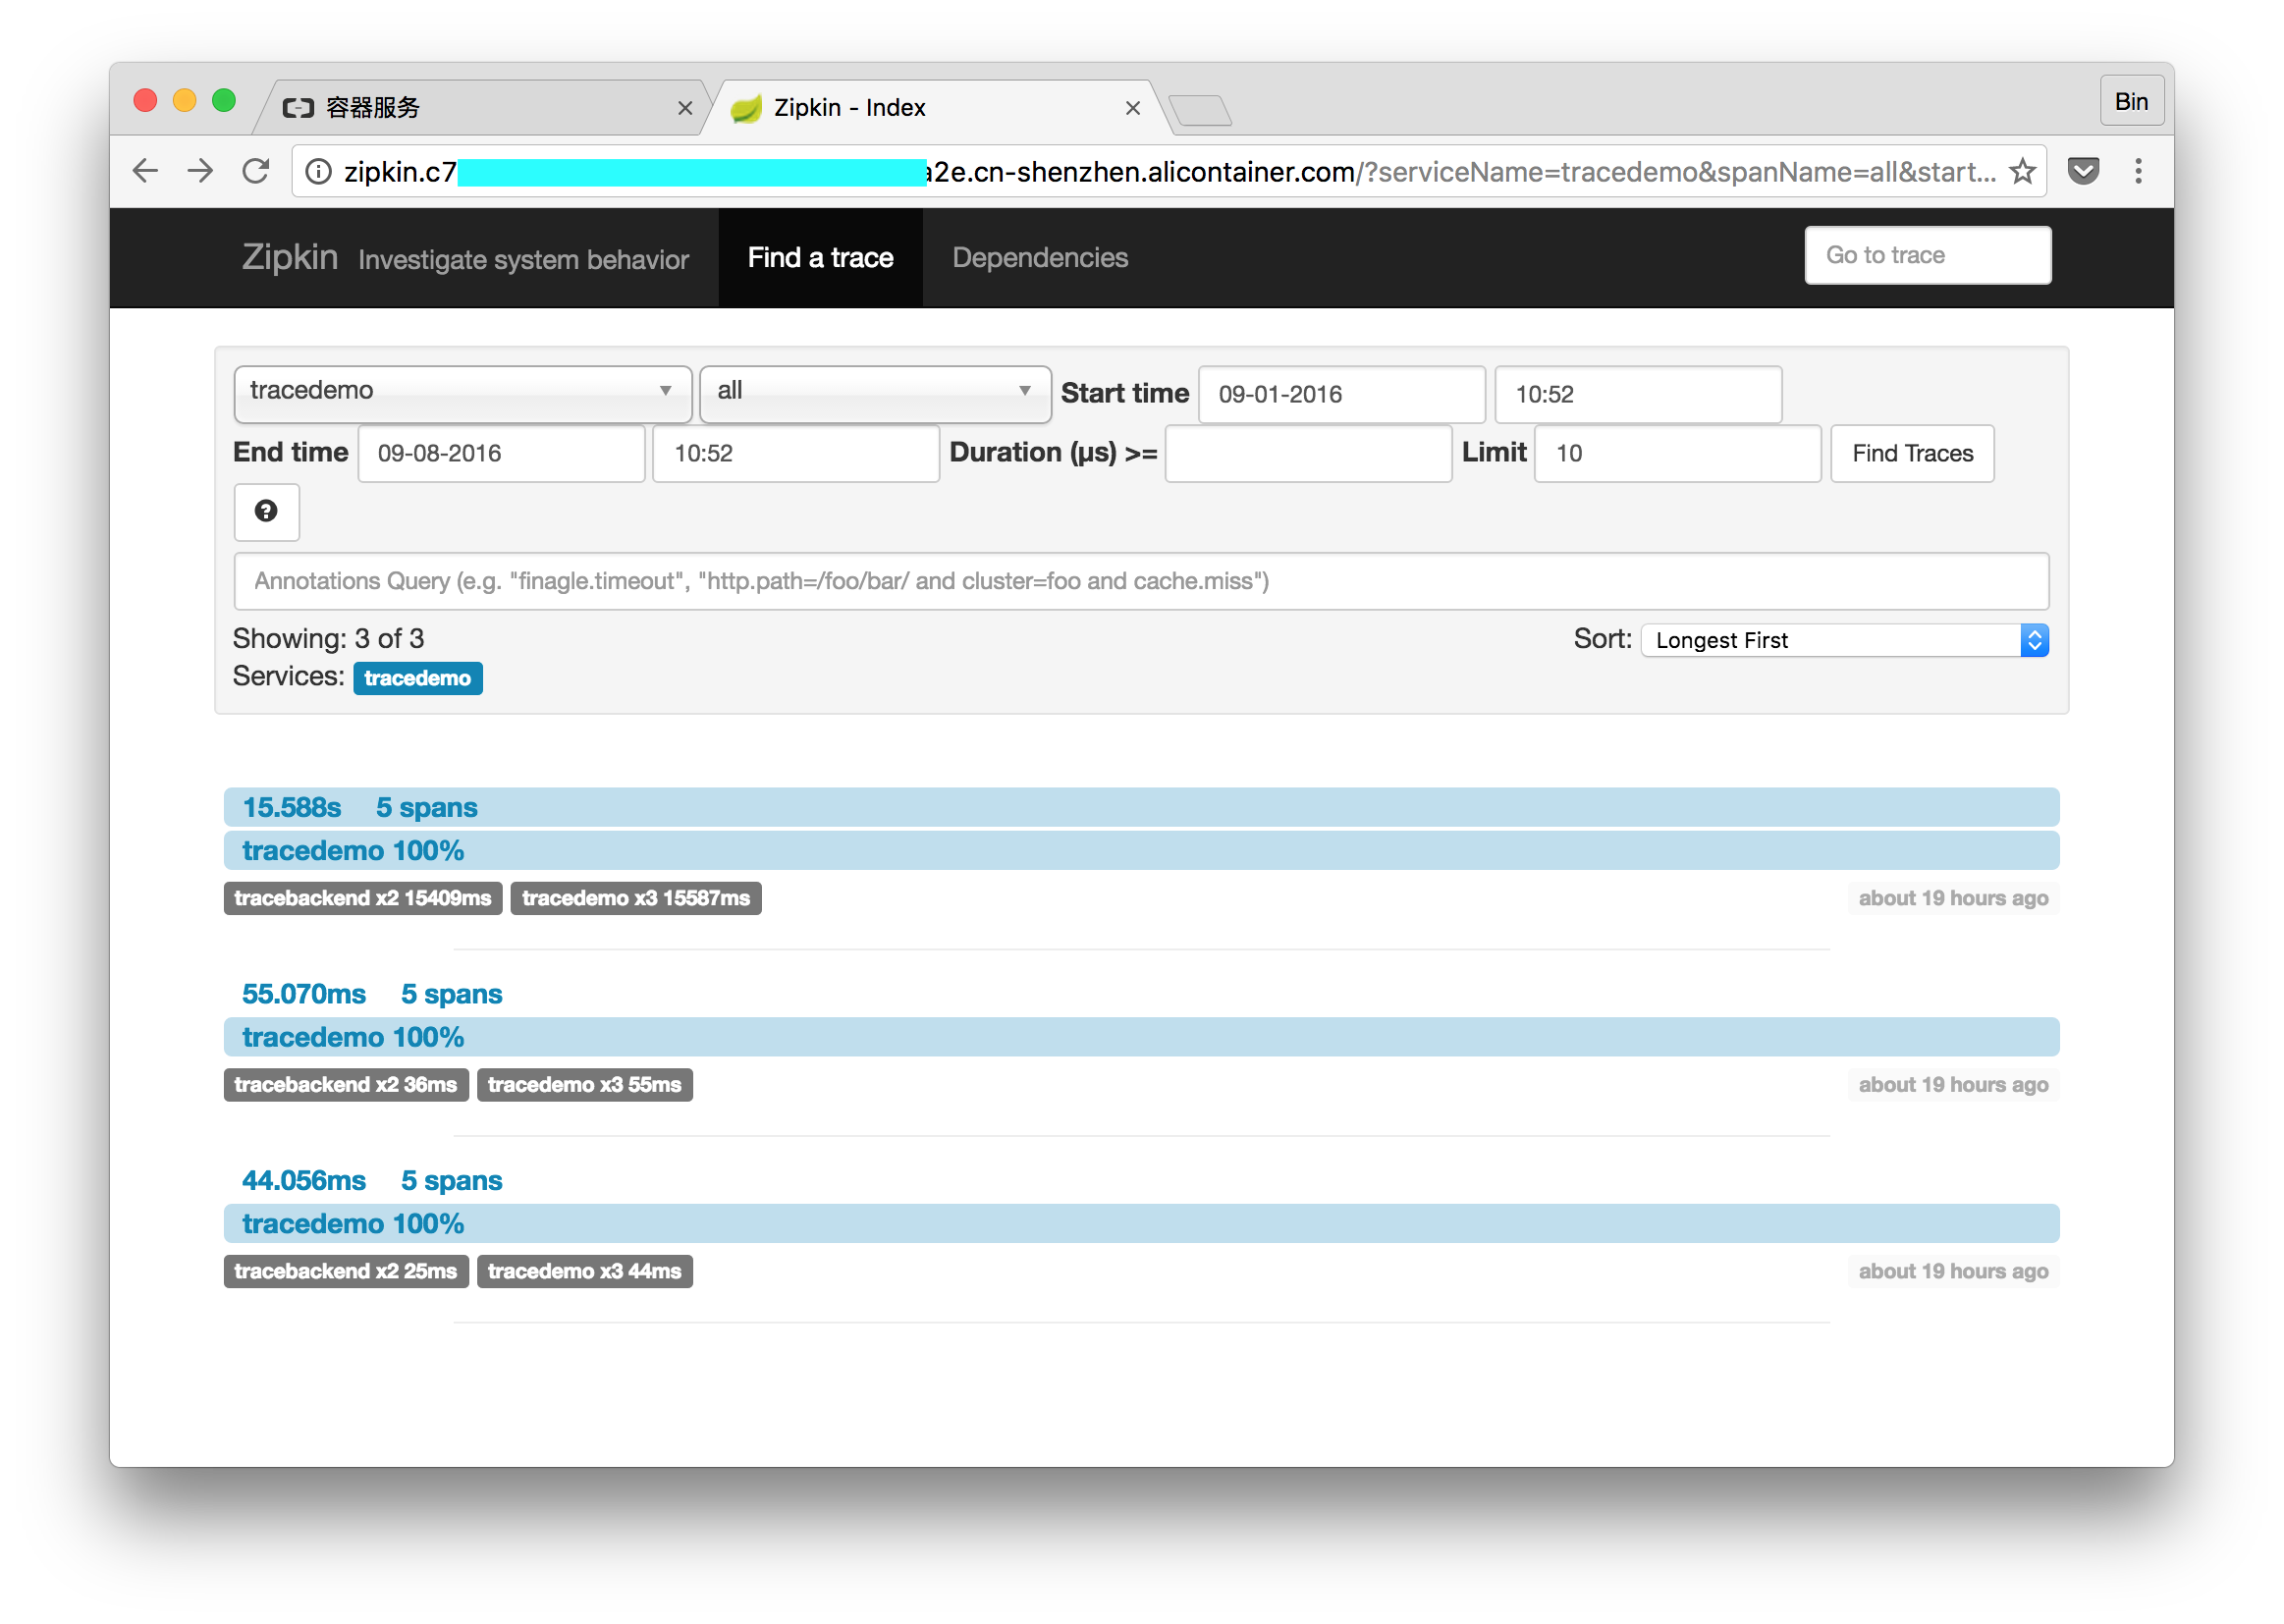 容器服务
Zipkin - Index
Bin
zipkin.c7 a2e.cn-shenzhen.alicontainer.com/?serviceName=tracedemo&spanName=all&start...
Zipkin Investigate system behavior Find a trace Dependencies Go to trace
tracedemo all Start time 09-01-2016 10:52
End time 09-08-2016 10:52 Duration (µs) >= Limit 10 Find Traces
?
Annotations Query (e.g. "finagle.timeout", "http.path=/foo/bar/ and cluster=foo and cache.miss")
Showing: 3 of 3 Sort: Longest First
Services: tracedemo
15.588s 5 spans
tracedemo 100%
tracebackend x2 15409ms tracedemo x3 15587ms about 19 hours ago
55.070ms 5 spans
tracedemo 100%
tracebackend x2 36ms tracedemo x3 55ms about 19 hours ago
44.056ms 5 spans
tracedemo 100%
tracebackend x2 25ms tracedemo x3 44ms about 19 hours ago